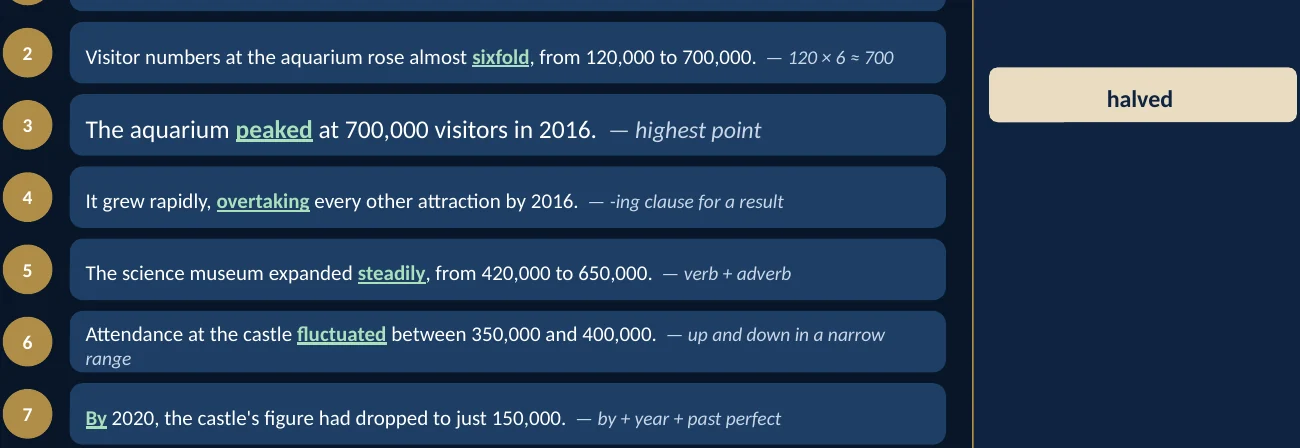 2
Visitor numbers at the aquarium rose almost sixfold, from 120,000 to 700,000. — 120 × 6 ≈ 700
halved
3
The aquarium peaked at 700,000 visitors in 2016. — highest point
4
It grew rapidly, overtaking every other attraction by 2016. — -ing clause for a result
5
The science museum expanded steadily, from 420,000 to 650,000. — verb + adverb
6
Attendance at the castle fluctuated between 350,000 and 400,000. — up and down in a narrow
range
7
By 2020, the castle's figure had dropped to just 150,000. — by + year + past perfect